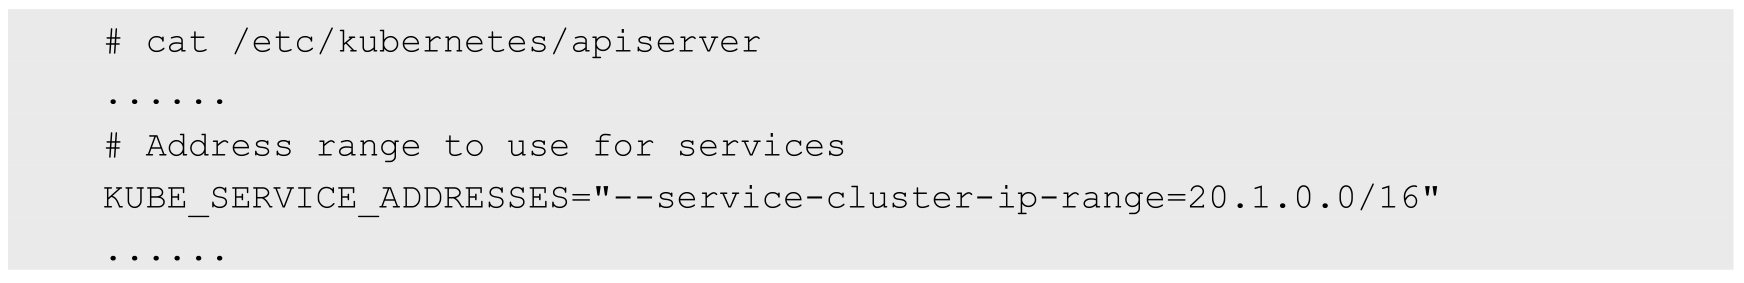 # cat /etc/kubernetes/apiserver
......
# Address range to use for services
KUBE_SERVICE_ADDRESSES="--service-cluster-ip-range=20.1.0.0/16"
......